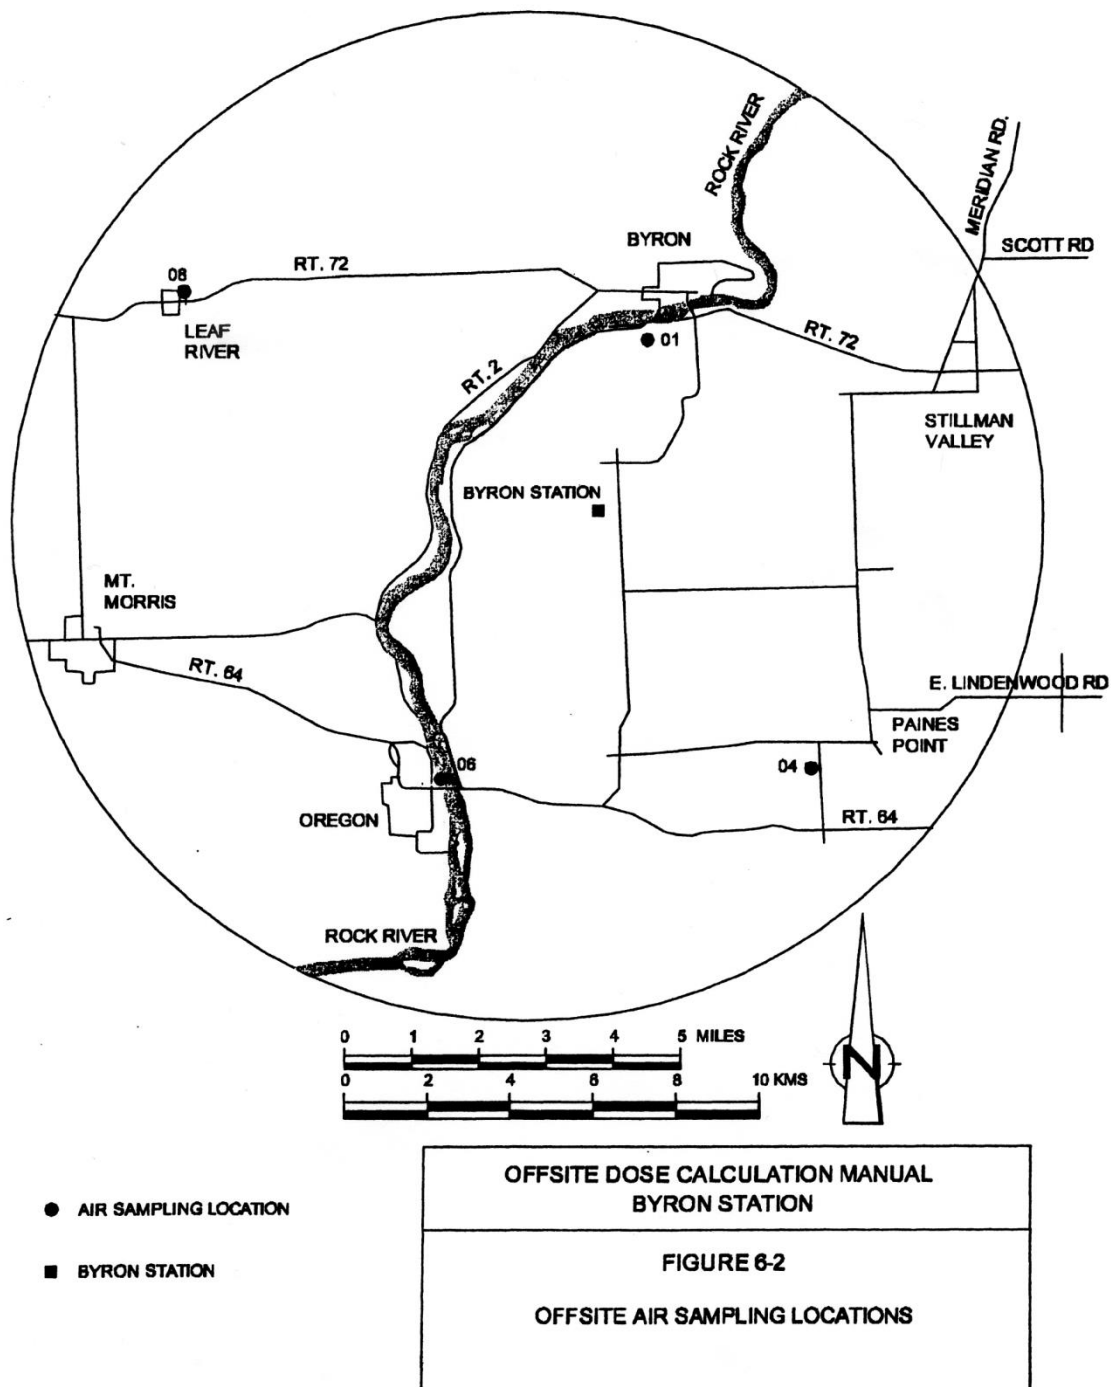 ROCK RIVER
MERIDIAN RD.
SCOTT RD
BYRON
RT. 72
08
LEAF
RIVER
01
RT. 72
RT. 2
STILLMAN
VALLEY
BYRON STATION
MT.
MORRIS
RT. 64
E. LINDENWOOD RD
PAINES
POINT
06
04
OREGON
RT. 64
ROCK RIVER
0 1 2 3 4 5 MILES
0 2 4 6 8 10 KMS
N
AIR SAMPLING LOCATION
BYRON STATION
OFFSITE DOSE CALCULATION MANUAL
BYRON STATION
FIGURE 6-2
OFFSITE AIR SAMPLING LOCATIONS